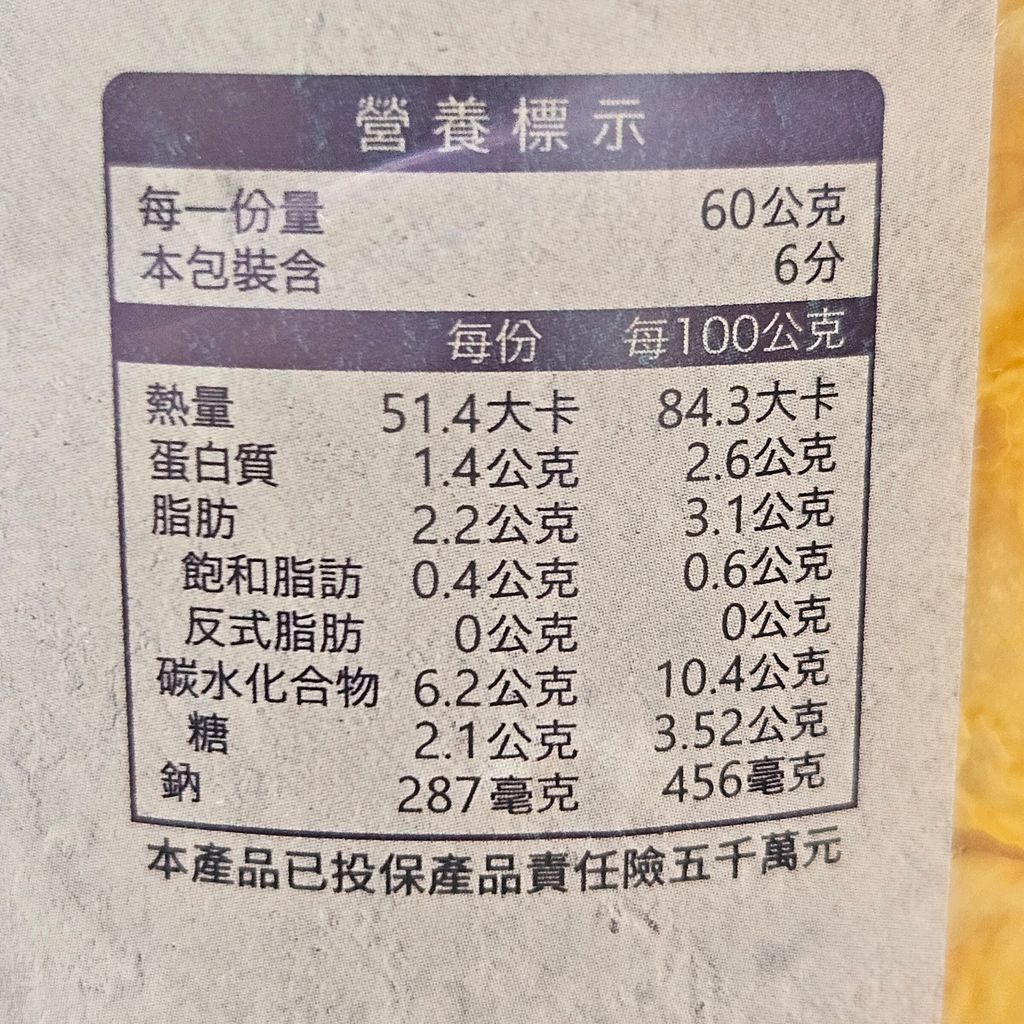 營養標示
每一份量 60公克
本包裝含 6分
每份 每100公克
熱量 51.4大卡 84.3大卡
蛋白質 1.4公克 2.6公克
脂肪 2.2公克 3.1公克
飽和脂訪 0.4公克 0.6公克
反式脂肪 0公克 0公克
碳水化合物 6.2公克 10.4公克
糖 2.1公克 3.52公克
鈉 287毫克 456毫克
本產品已投保產品責任險五千萬元